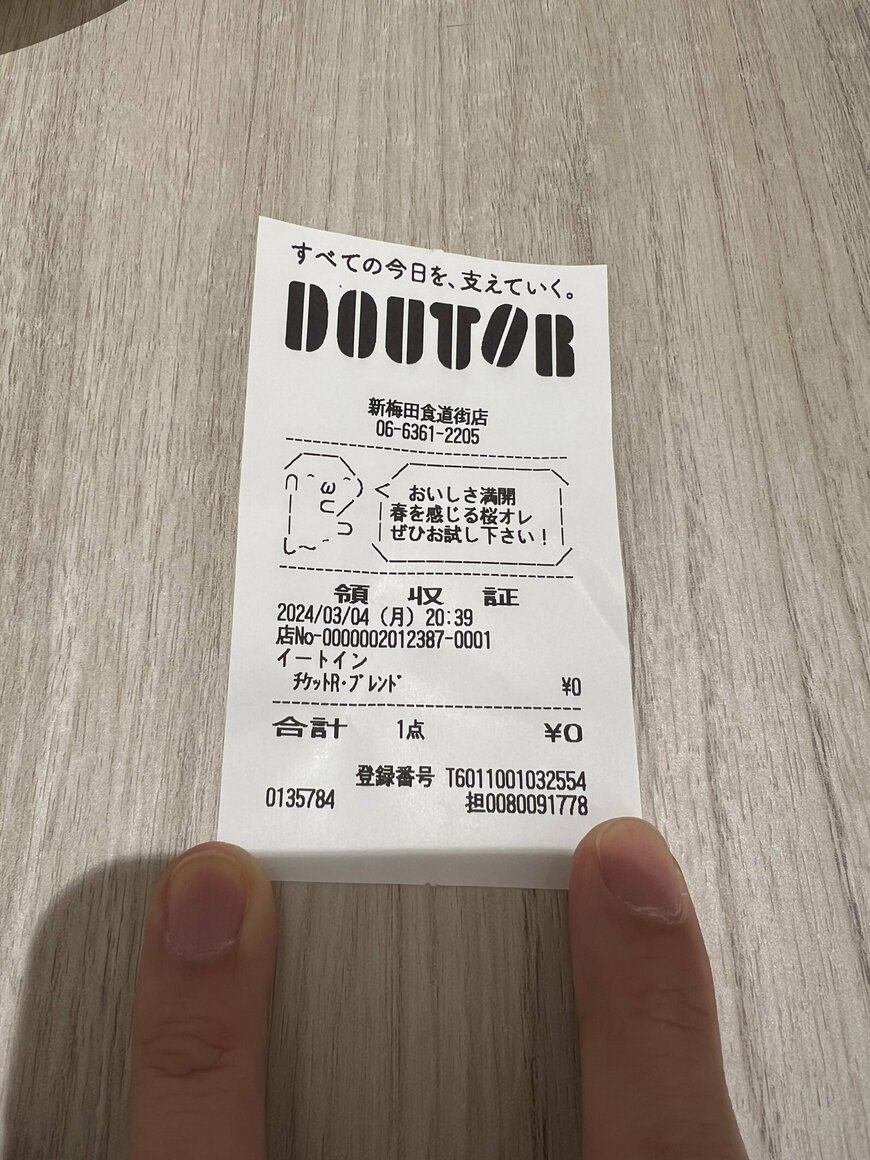 すべての今日を、支えていく。
DOUTOR
新梅田食道街店
06-6361-2205
おいしさ満開
春を感じる桜オレ
ぜひお試し下さい！
領収証
2024/03/04 (月) 20:39
店No-0000002012387-0001
イートイン
ﾁｹｯﾄR･ﾌﾞﾚﾝﾄﾞ ¥0
合計 1点 ¥0
登録番号 T6011001032554
0135784 担0080091778